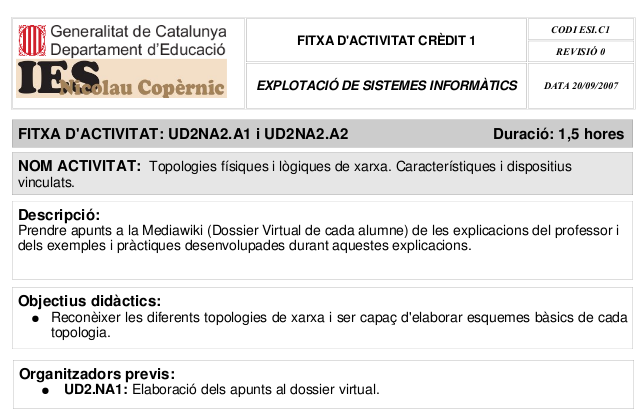 Generalitat de Catalunya
Departament d'Educació
IES
Nicolau Copèrnic
FITXA D'ACTIVITAT CRÈDIT 1
EXPLOTACIÓ DE SISTEMES INFORMÀTICS
CODI ESI.C1
REVISIÓ 0
DATA 20/09/2007
FITXA D'ACTIVITAT: UD2NA2.A1 i UD2NA2.A2 Duració: 1,5 hores
NOM ACTIVITAT: Topologies físiques i lògiques de xarxa. Característiques i dispositius
vinculats.
Descripció:
Prendre apunts a la Mediawiki (Dossier Virtual de cada alumne) de les explicacions del professor i
dels exemples i pràctiques desenvolupades durant aquestes explicacions.
Objectius didàctics:
● Reconèixer les diferents topologies de xarxa i ser capaç d'elaborar esquemes bàsics de cada
topologia.
Organitzadors previs:
● UD2.NA1: Elaboració dels apunts al dossier virtual.